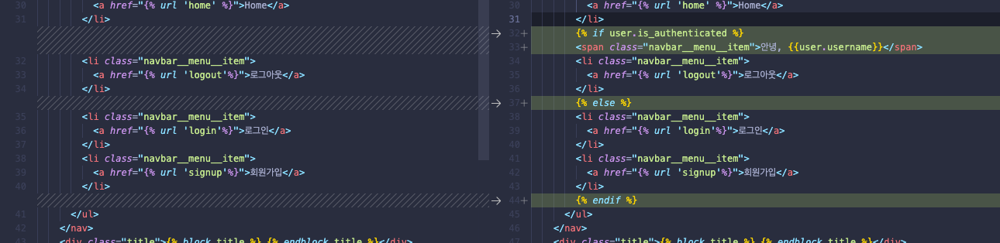 30 <a href="{% url 'home' %}">Home</a>
31 </li>
32 <li class="navbar__menu__item">
33 <a href="{% url 'logout'%}">로그아웃</a>
34 </li>
35 <li class="navbar__menu__item">
36 <a href="{% url 'login'%}">로그인</a>
37 </li>
38 <li class="navbar__menu__item">
39 <a href="{% url 'signup'%}">회원가입</a>
40 </li>
41 </ul>
42 </nav>
43 <div class="title">{% block title %} {% endblock title %}</div>
30 <a href="{% url 'home' %}">Home</a>
31 </li>
32+ {% if user.is_authenticated %}
33+ <span class="navbar__menu__item">안녕, {{user.username}}</span>
34 <li class="navbar__menu__item">
35 <a href="{% url 'logout'%}">로그아웃</a>
36 </li>
37+ {% else %}
38 <li class="navbar__menu__item">
39 <a href="{% url 'login'%}">로그인</a>
40 </li>
41 <li class="navbar__menu__item">
42 <a href="{% url 'signup'%}">회원가입</a>
43 </li>
44+ {% endif %}
45 </ul>
46 </nav>
47 <div class="title">{% block title %} {% endblock title %}</div>